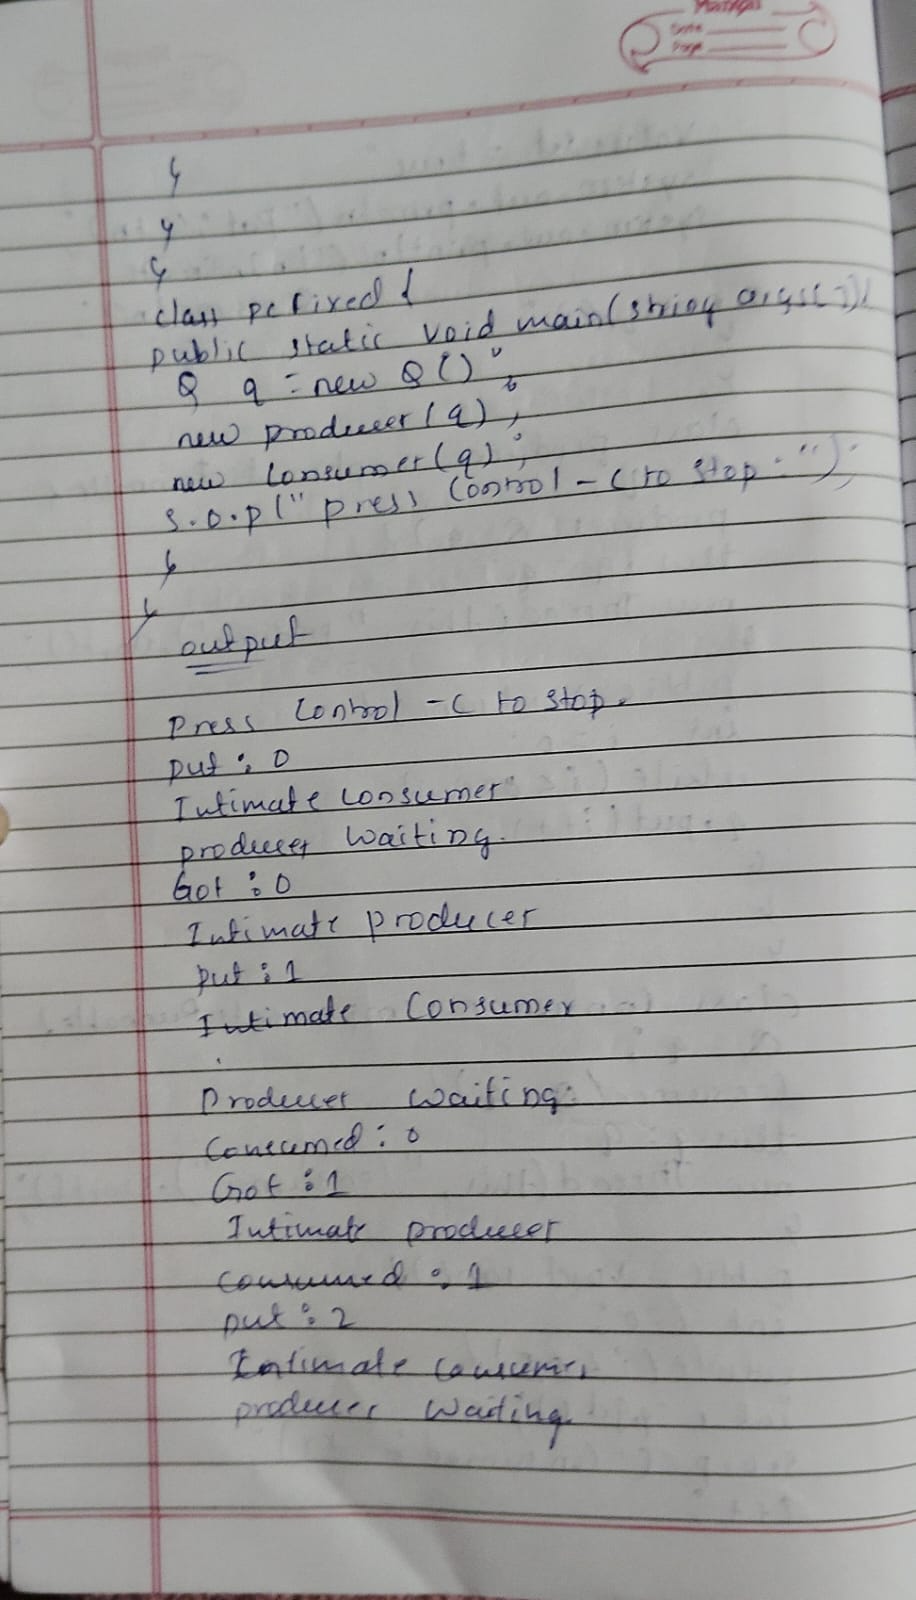 Date
Page
}
}
}
class pcfixed {
public static void main(string args[]){
Q q = new Q();
new producer(q);
new consumer(q);
S.o.p(" press Control - C to stop.");
}
}
output
Press Control - C to stop.
put : 0
Intimate consumer
producer waiting.
Got : 0
Intimate producer
put : 1
Intimate Consumer
.
Producer waiting.
Consumed : 0
Got : 1
Intimate producer
consumed : 1
put : 2
Intimate consumer
producer waiting